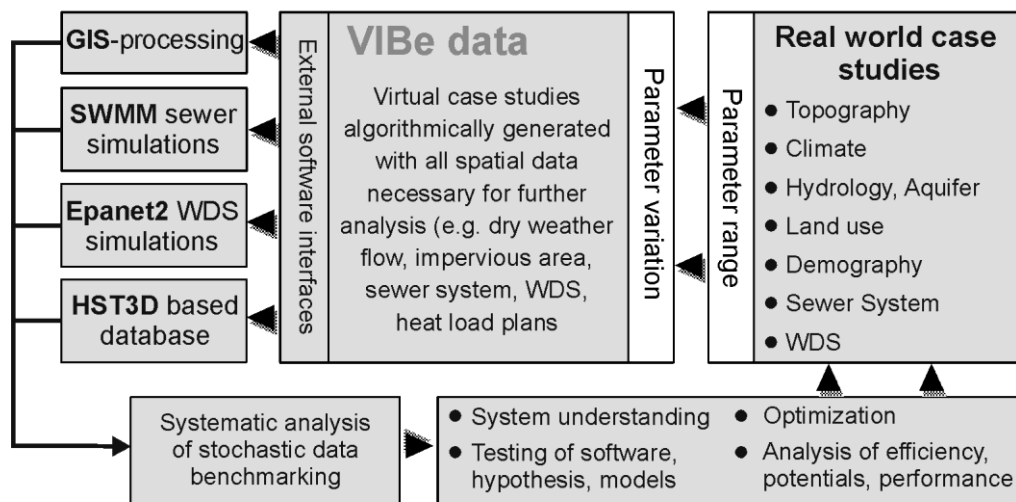 GIS-processing
SWMM sewer
simulations
Epanet2 WDS
simulations
HST3D based
database
External software interfaces
VIBe data
Virtual case studies
algorithmically generated
with all spatial data
necessary for further
analysis (e.g. dry weather
flow, impervious area,
sewer system, WDS,
heat load plans
Parameter variation
Parameter range
Real world case
studies
● Topography
● Climate
● Hydrology, Aquifer
● Land use
● Demography
● Sewer System
● WDS
Systematic analysis
of stochastic data
benchmarking
● System understanding
● Testing of software,
hypothesis, models
● Optimization
● Analysis of efficiency,
potentials, performance